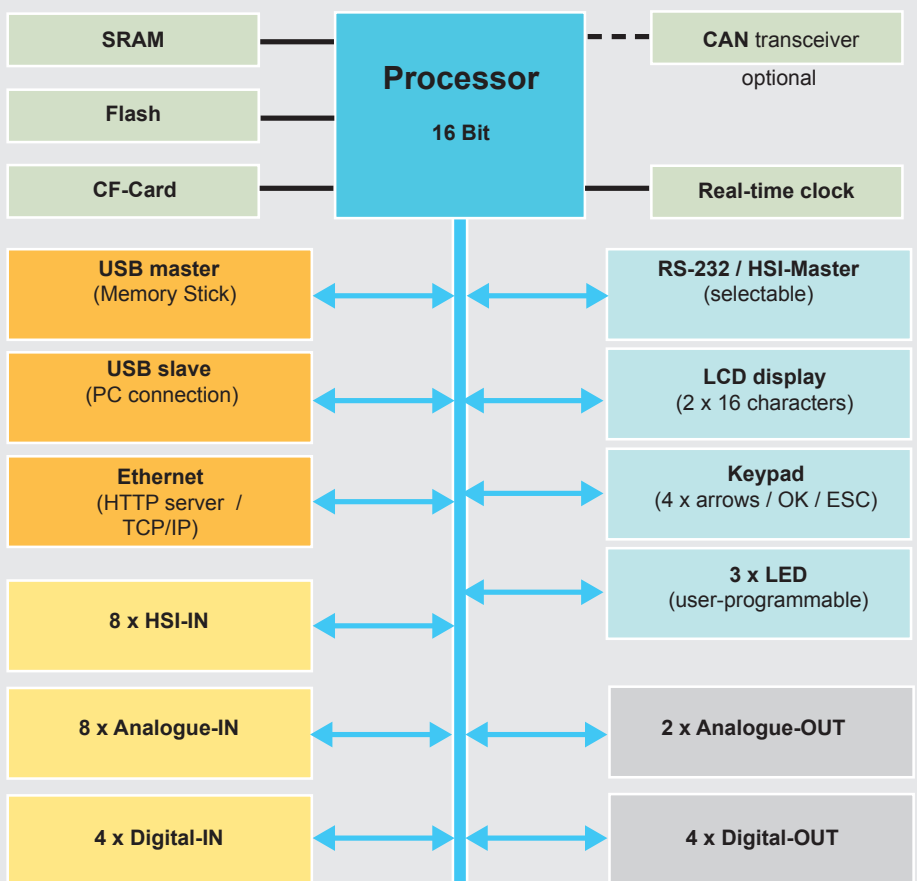 SRAM
Flash
CF-Card
Processor
16 Bit
CAN transceiver
optional
Real-time clock
USB master
(Memory Stick)
USB slave
(PC connection)
Ethernet
(HTTP server /
TCP/IP)
8 x HSI-IN
8 x Analogue-IN
4 x Digital-IN
RS-232 / HSI-Master
(selectable)
LCD display
(2 x 16 characters)
Keypad
(4 x arrows / OK / ESC)
3 x LED
(user-programmable)
2 x Analogue-OUT
4 x Digital-OUT